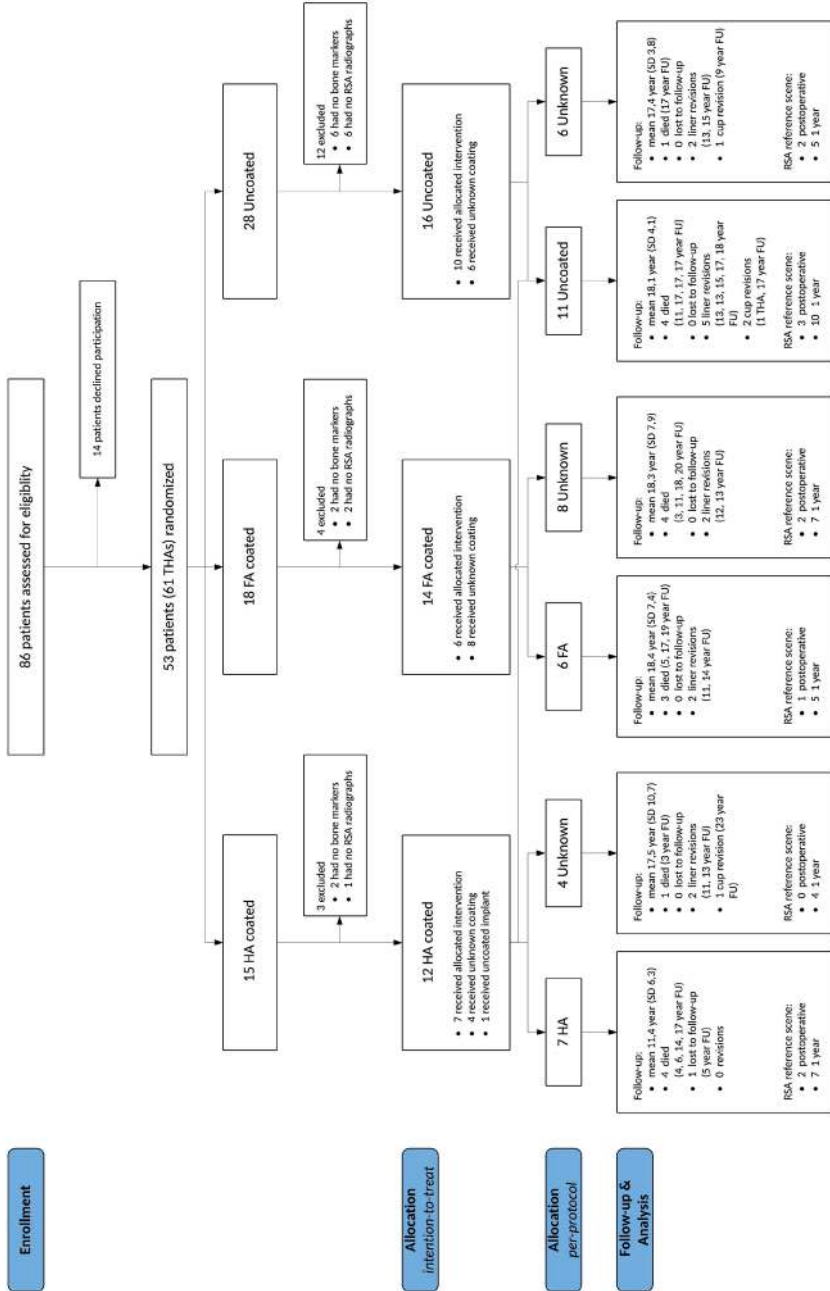 Enrollment
86 patients assessed for eligiblity
14 patients declined participation
53 patients (61 THAs) randomized
15 HA coated
18 FA coated
28 Uncoated
3 excluded
• 2 had no bone markers
• 1 had no RSA radiographs
4 excluded
• 2 had no bone markers
• 2 had no RSA radiographs
12 excluded
• 6 had no bone markers
• 6 had no RSA radiographs
Allocation
intention-to-treat
12 HA coated
• 7 received allocated intervention
• 4 received unknown coating
• 1 received uncoated implant
14 FA coated
• 6 received allocated intervention
• 8 received unknown coating
16 Uncoated
• 10 received allocated intervention
• 6 received unknown coating
Allocation
per-protocol
7 HA
4 Unknown
6 FA
8 Unknown
11 Uncoated
6 Unknown
Follow-up &
Analysis
Follow-up:
• mean 11,4 year (SD 6,3)
• 4 died
(4, 6, 14, 17 year FU)
• 1 lost to follow-up
(5 year FU)
• 0 revisions
RSA reference scene:
• 2 postoperative
• 7 1 year
Follow-up:
• mean 17,5 year (SD 10,7)
• 1 died (3 year FU)
• 0 lost to follow-up
• 2 liner revisions
(11, 13 year FU)
• 1 cup revision (23 year
FU)
RSA reference scene:
• 0 postoperative
• 4 1 year
Follow-up:
• mean 18,4 year (SD 7,4)
• 3 died (5, 17, 19 year FU)
• 0 lost to follow-up
• 2 liner revisions
(11, 14 year FU)
RSA reference scene:
• 1 postoperative
• 5 1 year
Follow-up:
• mean 18,3 year (SD 7,9)
• 4 died
(3, 11, 18, 20 year FU)
• 0 lost to follow-up
• 2 liner revisions
(12, 13 year FU)
RSA reference scene:
• 2 postoperative
• 7 1 year
Follow-up:
• mean 18,1 year (SD 4,1)
• 4 died
(11, 17, 17, 17 year FU)
• 0 lost to follow-up
• 5 liner revisions
(13, 13, 15, 17, 18 year
FU)
• 2 cup revisions
(1 THA, 17 year FU)
RSA reference scene:
• 3 postoperative
• 10 1 year
Follow-up:
• mean 17,4 year (SD 3,8)
• 1 died (17 year FU)
• 0 lost to follow-up
• 2 liner revisions
(13, 15 year FU)
• 1 cup revision (9 year FU)
RSA reference scene:
• 2 postoperative
• 5 1 year